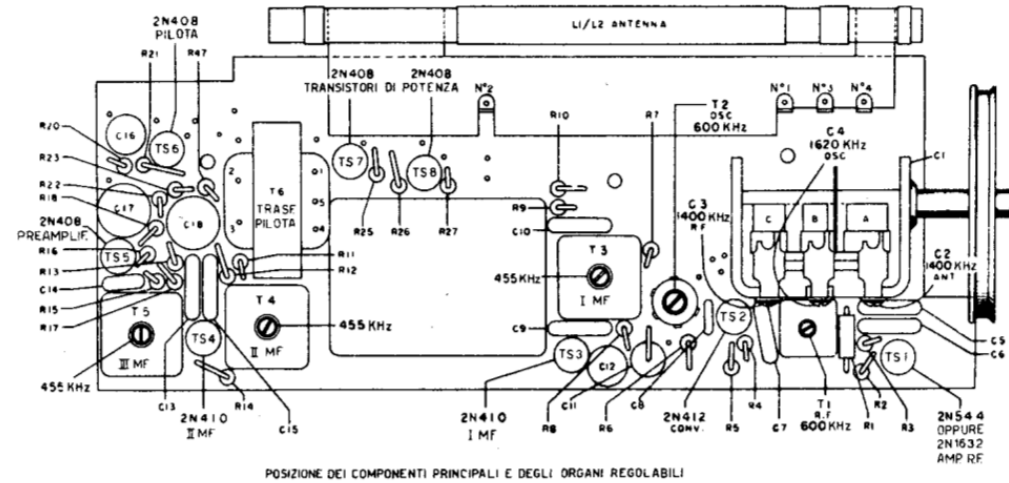 L1/L2 ANTENNA
2N408
PILOTA
R21
R47
2N408
TRANSISTORI DI POTENZA
2N408
N°2
R10
R7
T2
OSC
600 KHz
N°1
N°3
N°4
C4
1620 KHz
OSC
C1
R20
C16
TS6
R23
TS7
TS8
R22
R18
C17
C18
2
1
T6
TRASF.
PILOTA
5
3
4
R25
R26
R27
R9
C10
C3
1400 KHz
R.F
C
B
A
2N408
PREAMPLIF.
R16
TS5
R13
C14
R15
R17
R11
R12
455 KHz
T3
I MF
C2
1400 KHz
ANT
T5
III MF
T4
II MF
455 KHz
TS4
C9
TS2
TS3
C12
TS1
C5
C6
455 KHz
C13
2N410
II MF
R14
C15
2N410
I MF
R8
C11
R6
C8
2N412
CONV.
R5
R4
C7
T1
R.F
600 KHz
R1
R2
R3
2N544
OPPURE
2N1632
AMP. RF.
POSIZIONE DEI COMPONENTI PRINCIPALI E DEGLI ORGANI REGOLABILI